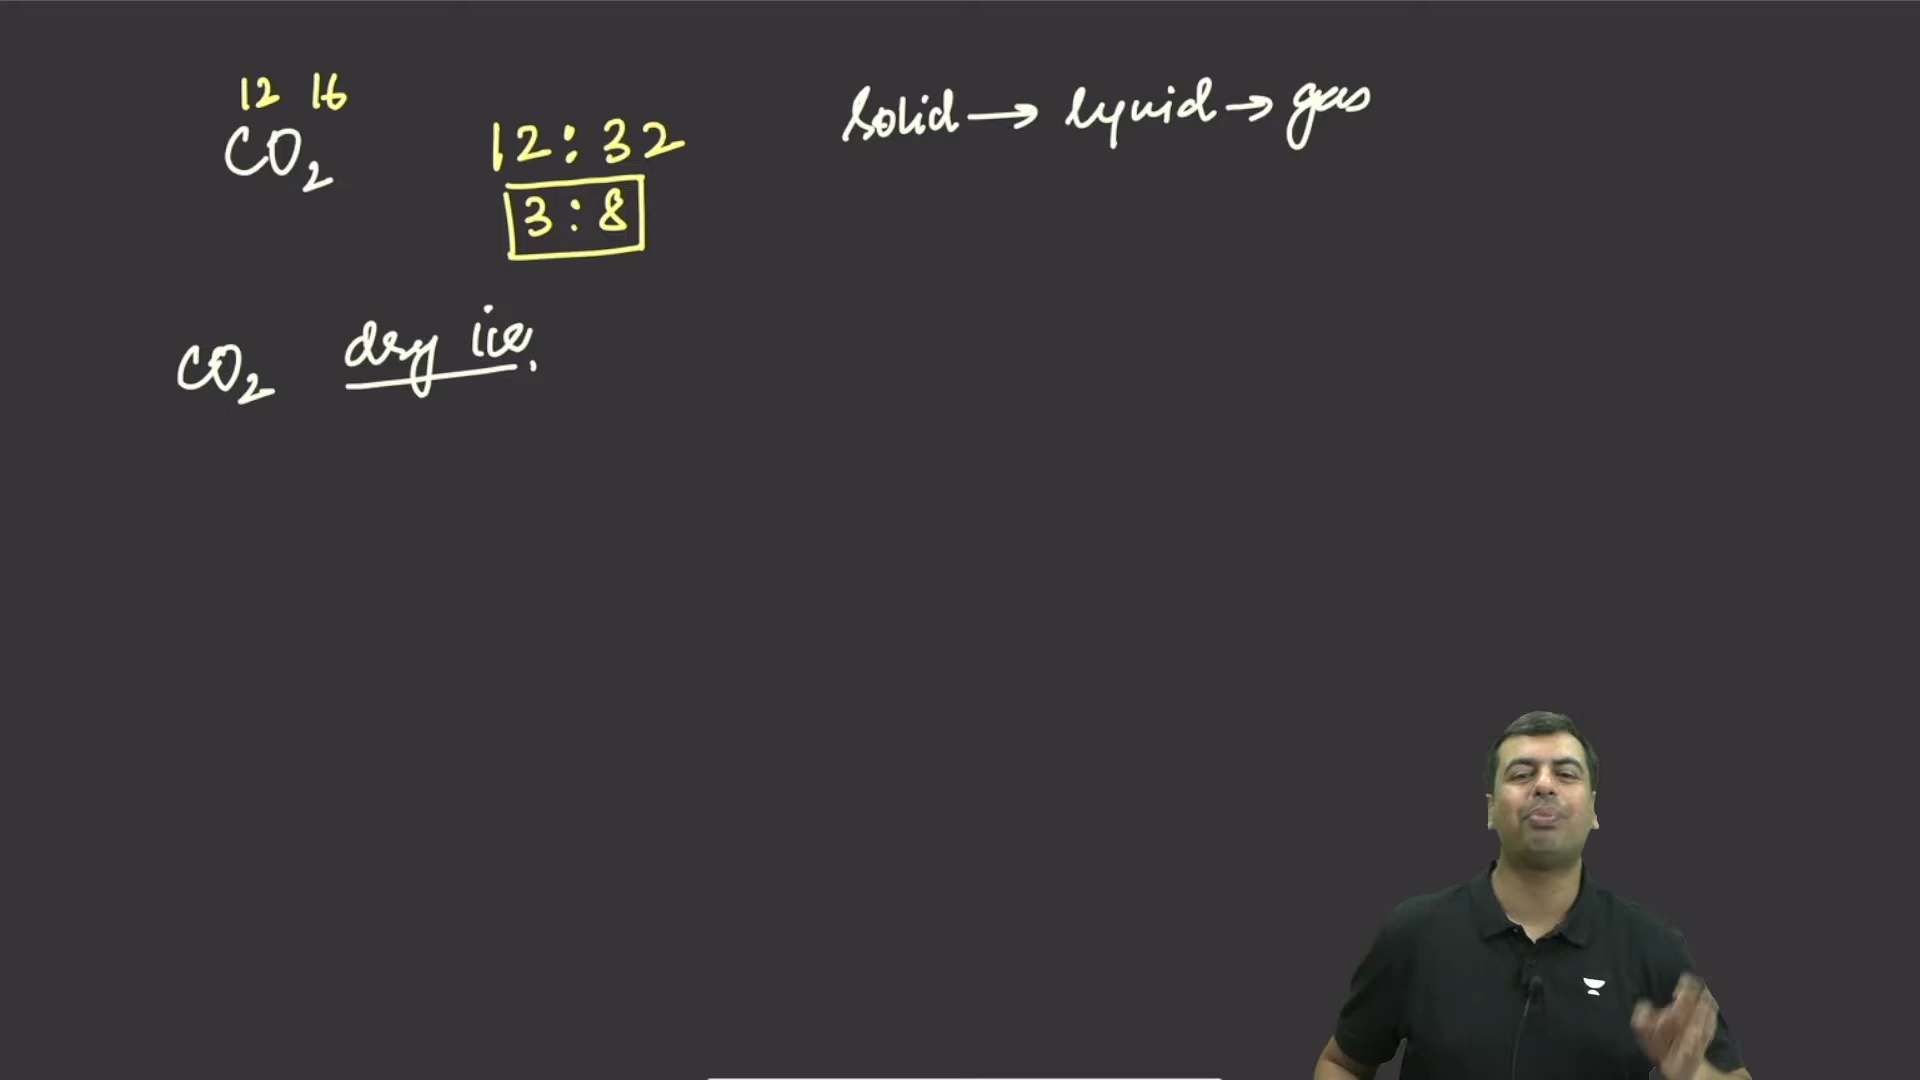 12 16
CO₂
12 : 32
3 : 8
solid → liquid → gas
CO₂ dry ice